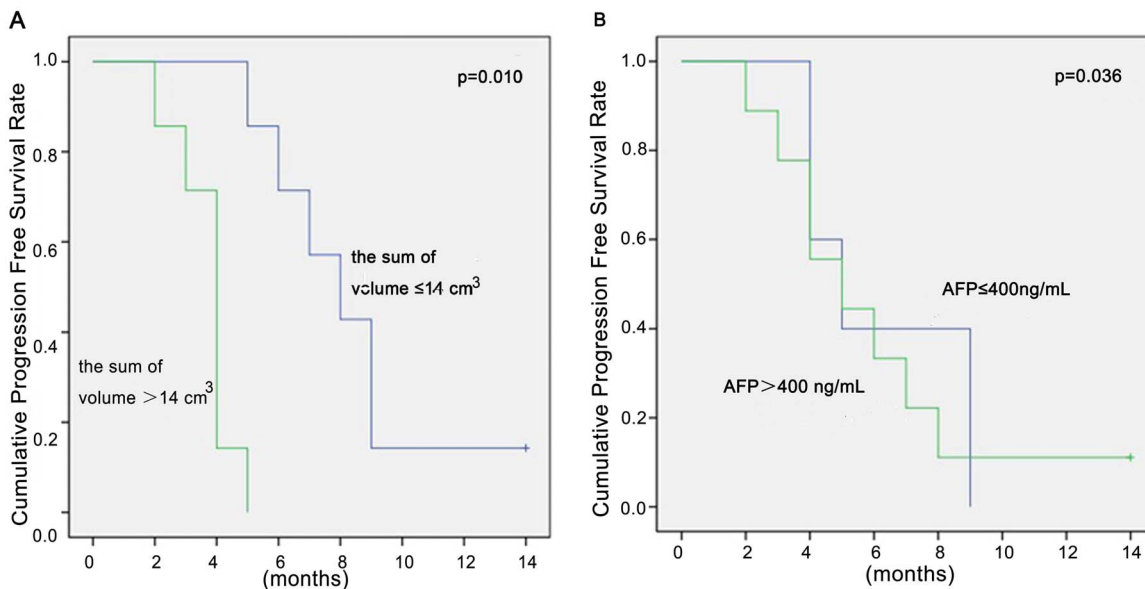 A
Cumulative Progression Free Survival Rate
1.0
0.8
0.6
0.4
0.2
0.0
p=0.010
the sum of
volume ≤14 cm³
the sum of
volume >14 cm³
0 2 4 6 8 10 12 14
(months)
B
Cumulative Progression Free Survival Rate
1.0
0.8
0.6
0.4
0.2
0.0
p=0.036
AFP≤400ng/mL
AFP>400 ng/mL
0 2 4 6 8 10 12 14
(months)